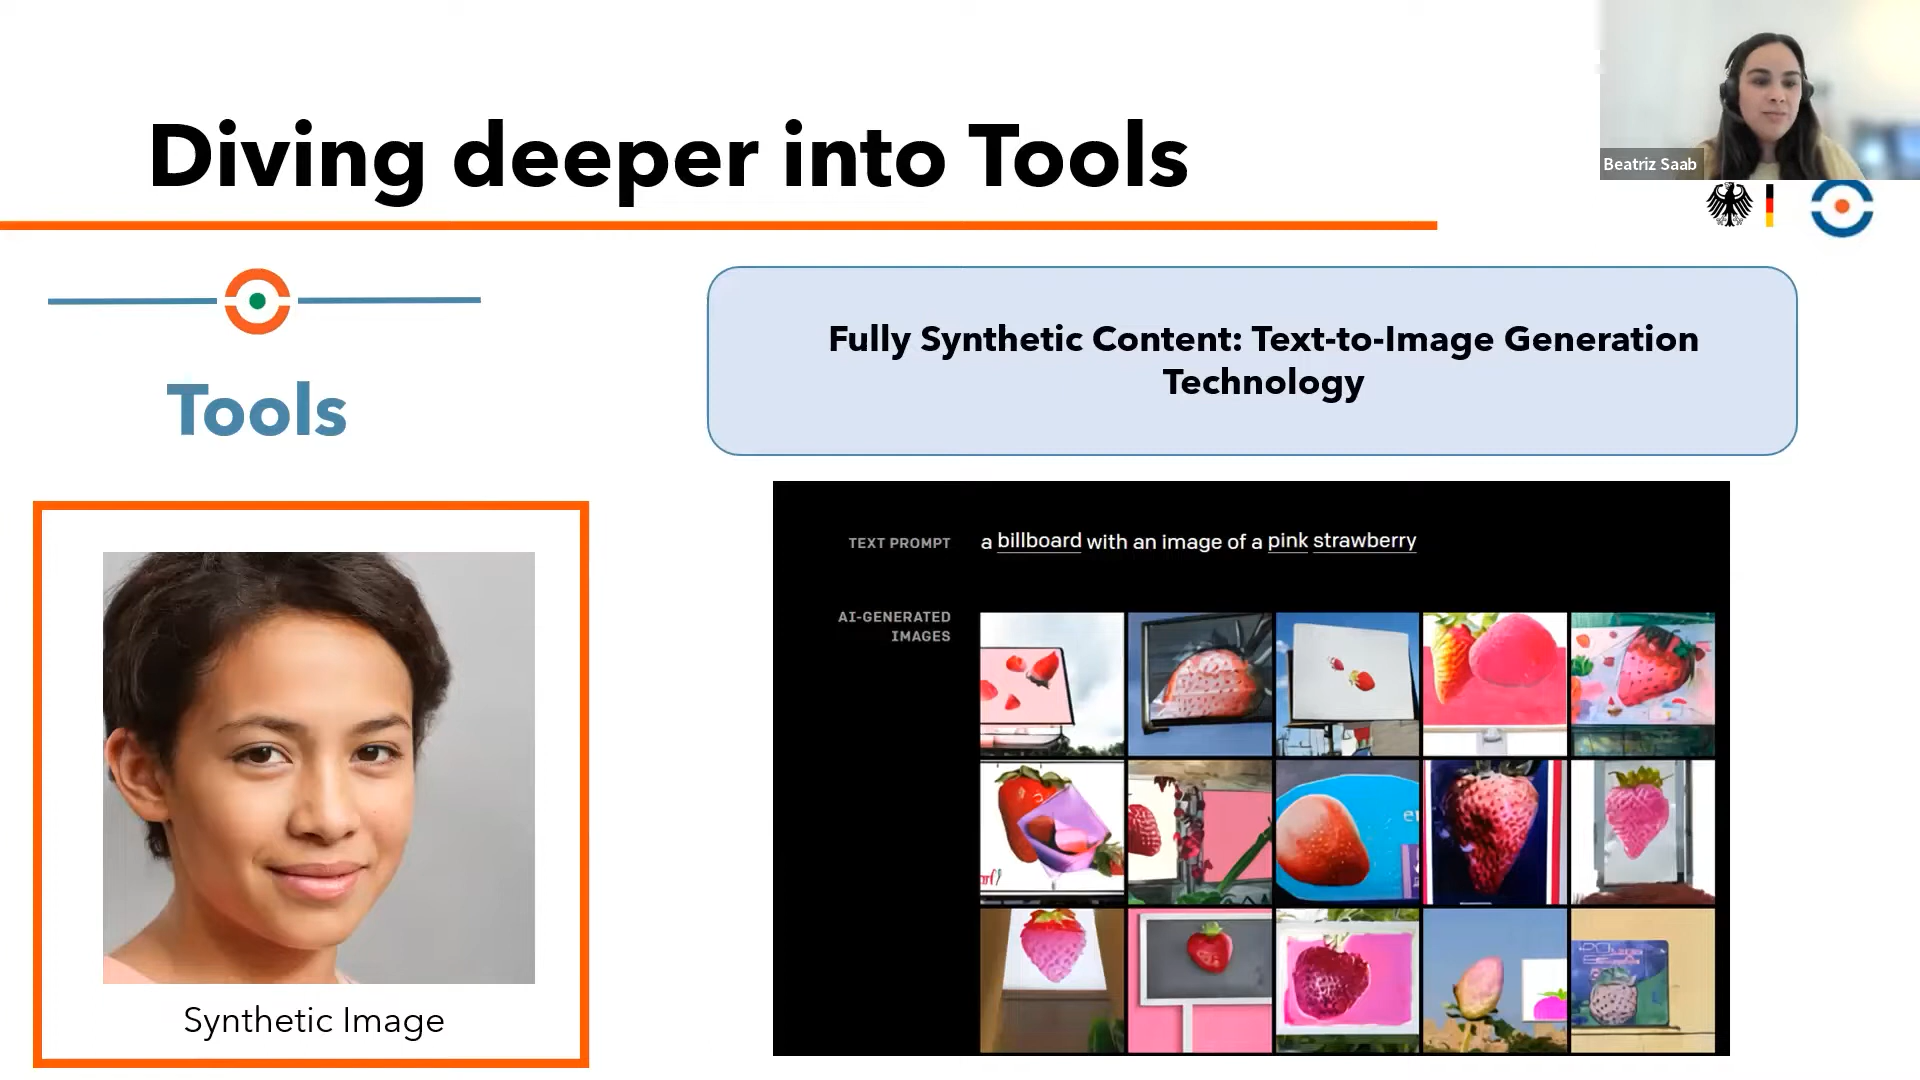 Diving deeper into Tools
Beatriz Saab
Tools
Fully Synthetic Content: Text-to-Image Generation
Technology
Synthetic Image
TEXT PROMPT
a billboard with an image of a pink strawberry
AI-GENERATED
IMAGES